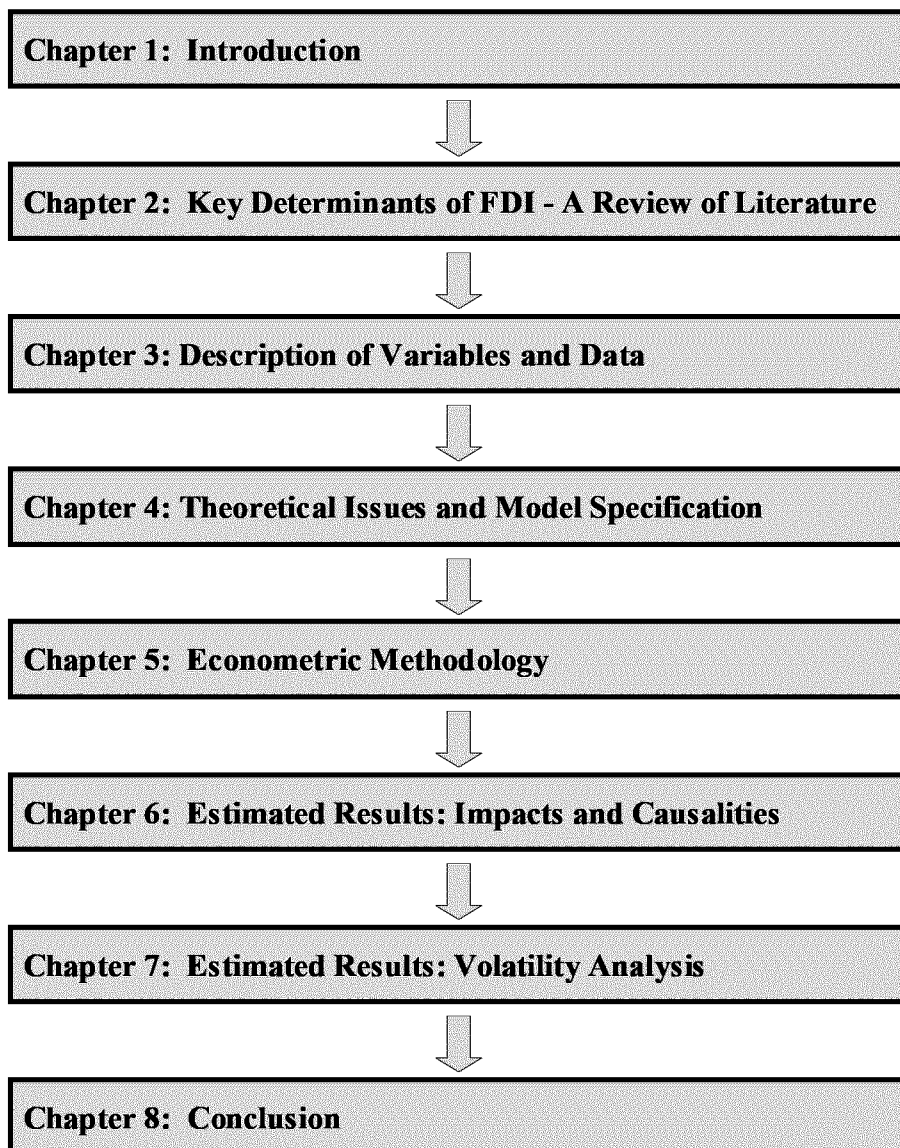 Chapter 1: Introduction
Chapter 2: Key Determinants of FDI - A Review of Literature
Chapter 3: Description of Variables and Data
Chapter 4: Theoretical Issues and Model Specification
Chapter 5: Econometric Methodology
Chapter 6: Estimated Results: Impacts and Causalities
Chapter 7: Estimated Results: Volatility Analysis
Chapter 8: Conclusion